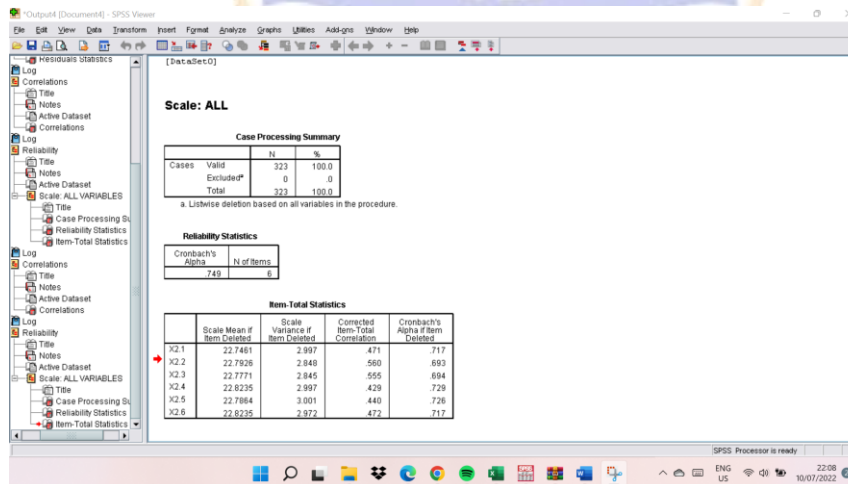 *Output4 [Document4] - SPSS Viewer
File Edit View Data Transform Insert Format Analyze Graphs Utilities Add-ons Window Help
Residuals Statistics
Log
Correlations
Title
Notes
Active Dataset
Correlations
Log
Reliability
Title
Notes
Active Dataset
Scale: ALL VARIABLES
Title
Case Processing Su
Reliability Statistics
Item-Total Statistics
Log
Correlations
Title
Notes
Active Dataset
Correlations
Log
Reliability
Title
Notes
Active Dataset
Scale: ALL VARIABLES
Title
Case Processing Su
Reliability Statistics
Item-Total Statistics
[DataSet0]
Scale: ALL
Case Processing Summary
N %
Cases Valid 323 100.0
Excludedª 0 .0
Total 323 100.0
a. Listwise deletion based on all variables in the procedure.
Reliability Statistics
Cronbach's Alpha N of Items
.749 6
Item-Total Statistics
Scale Mean if Item Deleted Scale Variance if Item Deleted Corrected Item-Total Correlation Cronbach's Alpha if Item Deleted
X2.1 22.7461 2.997 .471 .717
X2.2 22.7926 2.848 .560 .693
X2.3 22.7771 2.845 .555 .694
X2.4 22.8235 2.997 .429 .729
X2.5 22.7864 3.001 .440 .726
X2.6 22.8235 2.972 .472 .717
SPSS Processor is ready
ENG US 22:08
10/07/2022